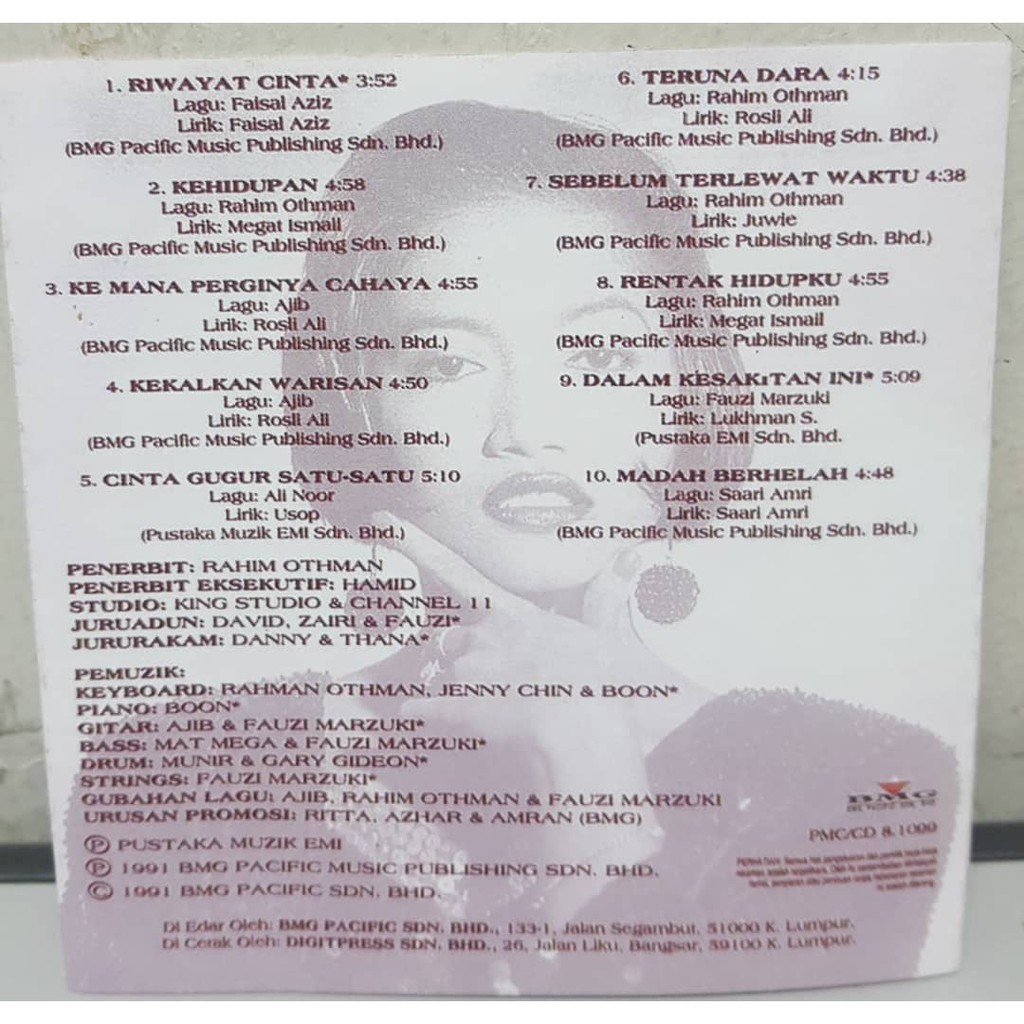 1. RIWAYAT CINTA* 3:52
Lagu: Faisal Aziz
Lirik: Faisal Aziz
(BMG Pacific Music Publishing Sdn. Bhd.)
2. KEHIDUPAN 4:58
Lagu: Rahim Othman
Lirik: Megat Ismail
(BMG Pacific Music Publishing Sdn. Bhd.)
3. KE MANA PERGINYA CAHAYA 4:55
Lagu: Ajib
Lirik: Rosli Ali
(BMG Pacific Music Publishing Sdn. Bhd.)
4. KEKALKAN WARISAN 4:50
Lagu: Ajib
Lirik: Rosli Ali
(BMG Pacific Music Publishing Sdn. Bhd.)
5. CINTA GUGUR SATU-SATU 5:10
Lagu: Ali Noor
Lirik: Usop
(Pustaka Muzik EMI Sdn. Bhd.)
6. TERUNA DARA 4:15
Lagu: Rahim Othman
Lirik: Rosli Ali
(BMG Pacific Music Publishing Sdn. Bhd.)
7. SEBELUM TERLEWAT WAKTU 4:38
Lagu: Rahim Othman
Lirik: Juwie
(BMG Pacific Music Publishing Sdn. Bhd.)
8. RENTAK HIDUPKU 4:55
Lagu: Rahim Othman
Lirik: Megat Ismail
(BMG Pacific Music Publishing Sdn. Bhd.)
9. DALAM KESAKITAN INI* 5:09
Lagu: Fauzi Marzuki
Lirik: Lukhman S.
(Pustaka EMI Sdn. Bhd.
10. MADAH BERHELAH 4:48
Lagu: Saari Amri
Lirik: Saari Amri
(BMG Pacific Music Publishing Sdn. Bhd.)
PENERBIT: RAHIM OTHMAN
PENERBIT EKSEKUTIF: HAMID
STUDIO: KING STUDIO & CHANNEL 11
JURUADUN: DAVID, ZAIRI & FAUZI*
JURURAKAM: DANNY & THANA*
PEMUZIK:
KEYBOARD: RAHMAN OTHMAN, JENNY CHIN & BOON*
PIANO: BOON*
GITAR: AJIB & FAUZI MARZUKI*
BASS: MAT MEGA & FAUZI MARZUKI*
DRUM: MUNIR & GARY GIDEON*
STRINGS: FAUZI MARZUKI*
GUBAHAN LAGU: AJIB, RAHIM OTHMAN & FAUZI MARZUKI
URUSAN PROMOSI: RITTA, AZHAR & AMRAN (BMG)
BMG
PMC/CD 8.1099
Ⓟ PUSTAKA MUZIK EMI
Ⓟ 1991 BMG PACIFIC MUSIC PUBLISHING SDN. BHD.
© 1991 BMG PACIFIC SDN. BHD.
Di Edar Oleh: BMG PACIFIC SDN. BHD., 133-1, Jalan Segambut, 51000 K. Lumpur.
Di Cetak Oleh: DIGITPRESS SDN. BHD., 26, Jalan Liku, Bangsar, 59100 K. Lumpur.